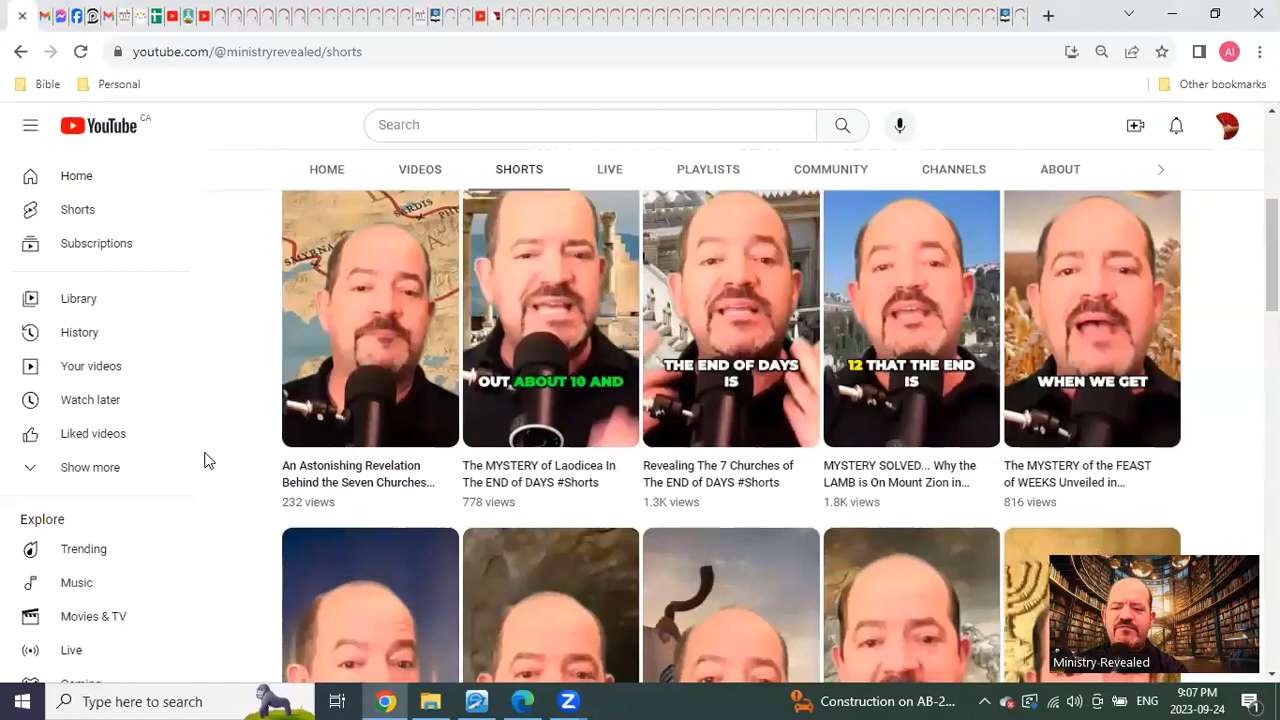 youtube.com/@ministryrevealed/shorts
AI
Bible
Personal
Other bookmarks
YouTube CA
Search
HOME
VIDEOS
SHORTS
LIVE
PLAYLISTS
COMMUNITY
CHANNELS
ABOUT
Home
Shorts
Subscriptions
Library
History
Your videos
Watch later
Liked videos
Show more
Explore
Trending
Music
Movies & TV
Live
SMYRNA
SARDIS
OUT ABOUT 10 AND
THE END OF DAYS
IS
12 THAT THE END
IS
WHEN WE GET
An Astonishing Revelation
Behind the Seven Churches...
232 views
The MYSTERY of Laodicea In
The END of DAYS #Shorts
778 views
Revealing The 7 Churches of
The END of DAYS #Shorts
1.3K views
MYSTERY SOLVED... Why the
LAMB is On Mount Zion in...
1.8K views
The MYSTERY of the FEAST
of WEEKS Unveiled in...
816 views
Ministry Revealed
Type here to search
Construction on AB-2...
ENG
9:07 PM
2023-09-24